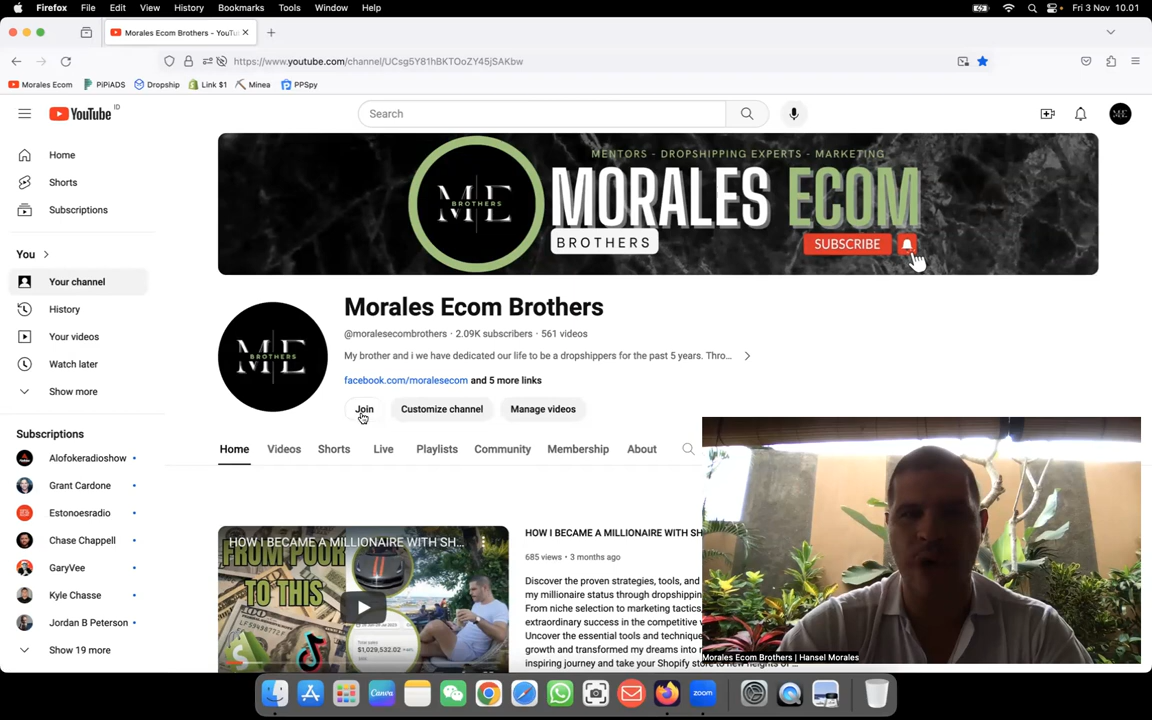 Firefox File Edit View History Bookmarks Tools Window Help Fri 3 Nov 10.01
Morales Ecom Brothers - YouTu
https://www.youtube.com/channel/UCsg5Y81hBKTOoZY45jSAKbw
Morales Ecom PiPiADS Dropship Link $1 Minea PPSpy
YouTube ID
Search
Home
Shorts
Subscriptions
You
Your channel
History
Your videos
Watch later
Show more
Subscriptions
Alofokeradioshow
Grant Cardone
Estonoesradio
Chase Chappell
GaryVee
Kyle Chasse
Jordan B Peterson
Show 19 more
MENTORS - DROPSHIPPING EXPERTS - MARKETING
MORALES ECOM
BROTHERS
SUBSCRIBE
M E
BROTHERS
M E
BROTHERS
Morales Ecom Brothers
@moralesecombrothers · 2.09K subscribers · 561 videos
My brother and i we have dedicated our life to be a dropshippers for the past 5 years. Thro...
facebook.com/moralesecom and 5 more links
Join Customize channel Manage videos
Home Videos Shorts Live Playlists Community Membership About
HOW I BECAME A MILLIONAIRE WITH SH...
FROM POOR
TO THIS
$1,029,532.02
HOW I BECAME A MILLIONAIRE WITH SH
685 views · 3 months ago
Discover the proven strategies, tools, and
my millionaire status through dropshippin
From niche selection to marketing tactics
extraordinary success in the competitive
Uncover the essential tools and technique
growth and transformed my dreams into
inspiring journey and take your Shopify store to new heights of ...
Morales Ecom Brothers | Hansel Morales
Canva
zoom